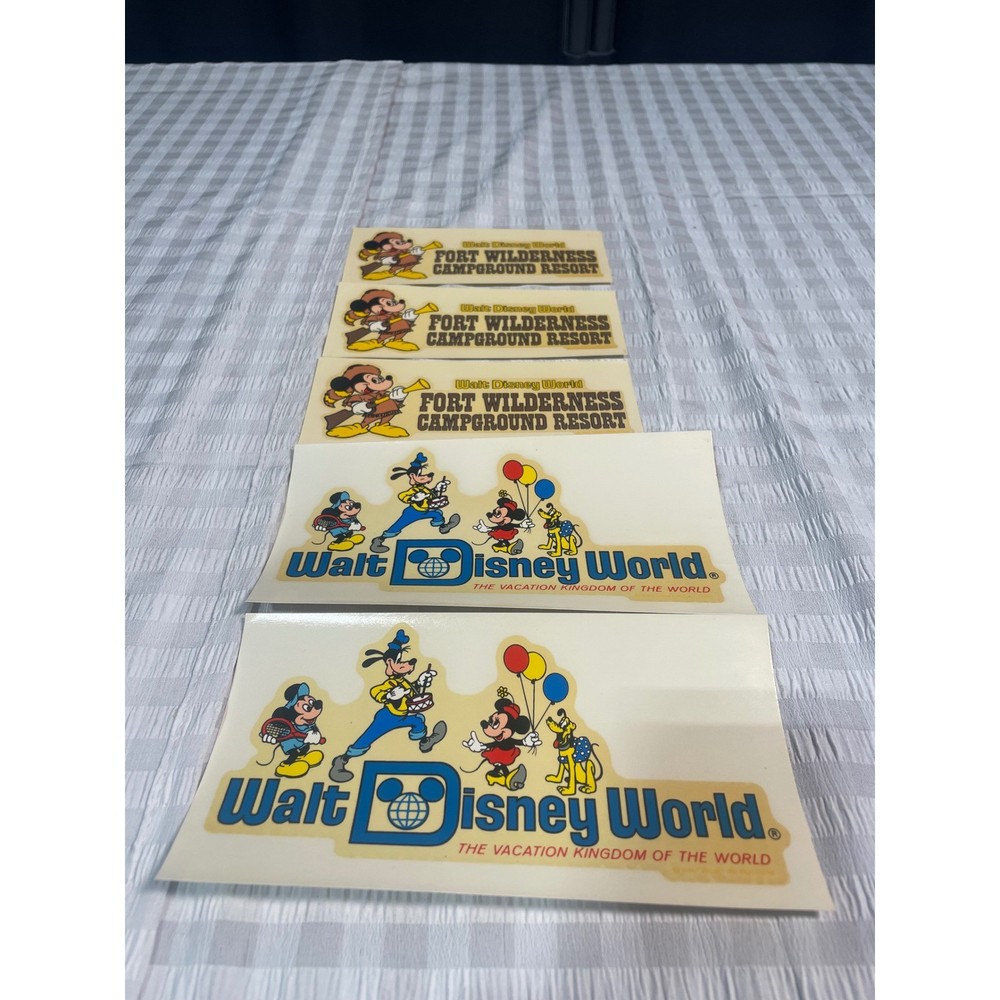 Walt Disney World
FORT WILDERNESS
CAMPGROUND RESORT
Walt Disney World
FORT WILDERNESS
CAMPGROUND RESORT
Walt Disney World
FORT WILDERNESS
CAMPGROUND RESORT
Walt Disney World®
THE VACATION KINGDOM OF THE WORLD
Walt Disney World®
THE VACATION KINGDOM OF THE WORLD